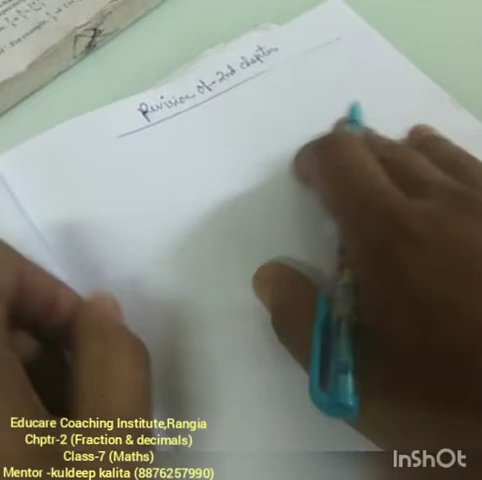 Revision of 2nd chapter
Educare Coaching Institute,Rangia
Chptr-2 (Fraction & decimals)
Class-7 (Maths)
Mentor -kuldeep kalita (8876257990)
InShOt